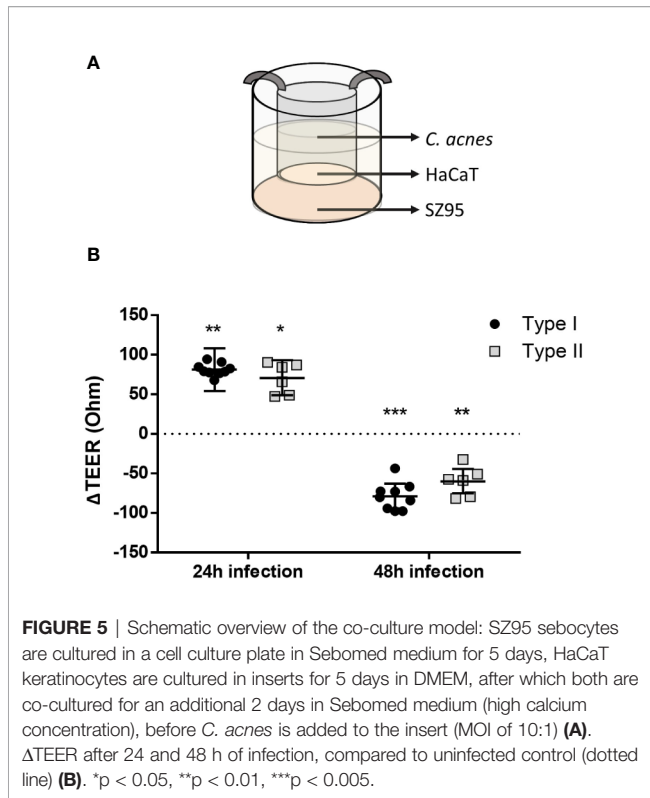 A
C. acnes
HaCaT
SZ95
B
150
100
50
0
-50
-100
-150
ΔTEER (Ohm)
** *
*** **
Type I
Type II
24h infection 48h infection
FIGURE 5 | Schematic overview of the co-culture model: SZ95 sebocytes
are cultured in a cell culture plate in Sebomed medium for 5 days, HaCaT
keratinocytes are cultured in inserts for 5 days in DMEM, after which both are
co-cultured for an additional 2 days in Sebomed medium (high calcium
concentration), before C. acnes is added to the insert (MOI of 10:1) (A).
ΔTEER after 24 and 48 h of infection, compared to uninfected control (dotted
line) (B). *p < 0.05, **p < 0.01, ***p < 0.005.